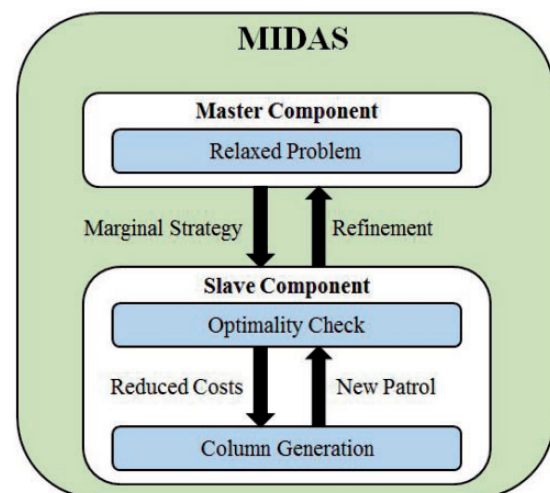 MIDAS
Master Component
Relaxed Problem
Marginal Strategy
Refinement
Slave Component
Optimality Check
Reduced Costs
New Patrol
Column Generation